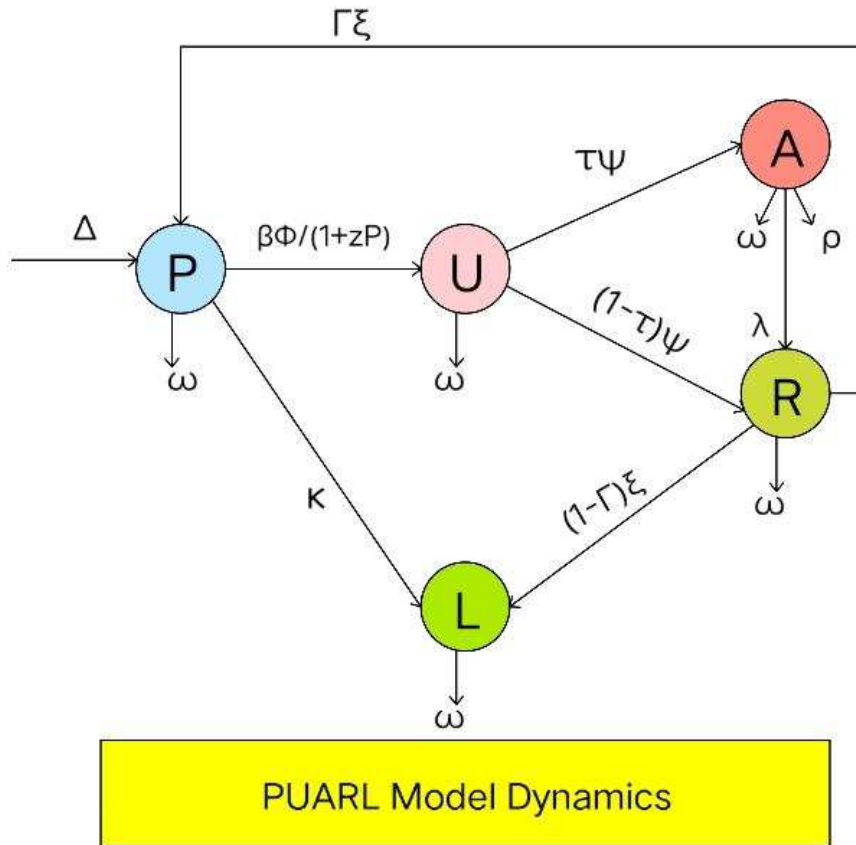 Γξ
A
τψ
Δ
βΦ/(1+zP)
ω
ρ
P
U
(1-τ)ψ
λ
ω
ω
R
κ
(1-Γ)ξ
ω
L
ω
PUARL Model Dynamics